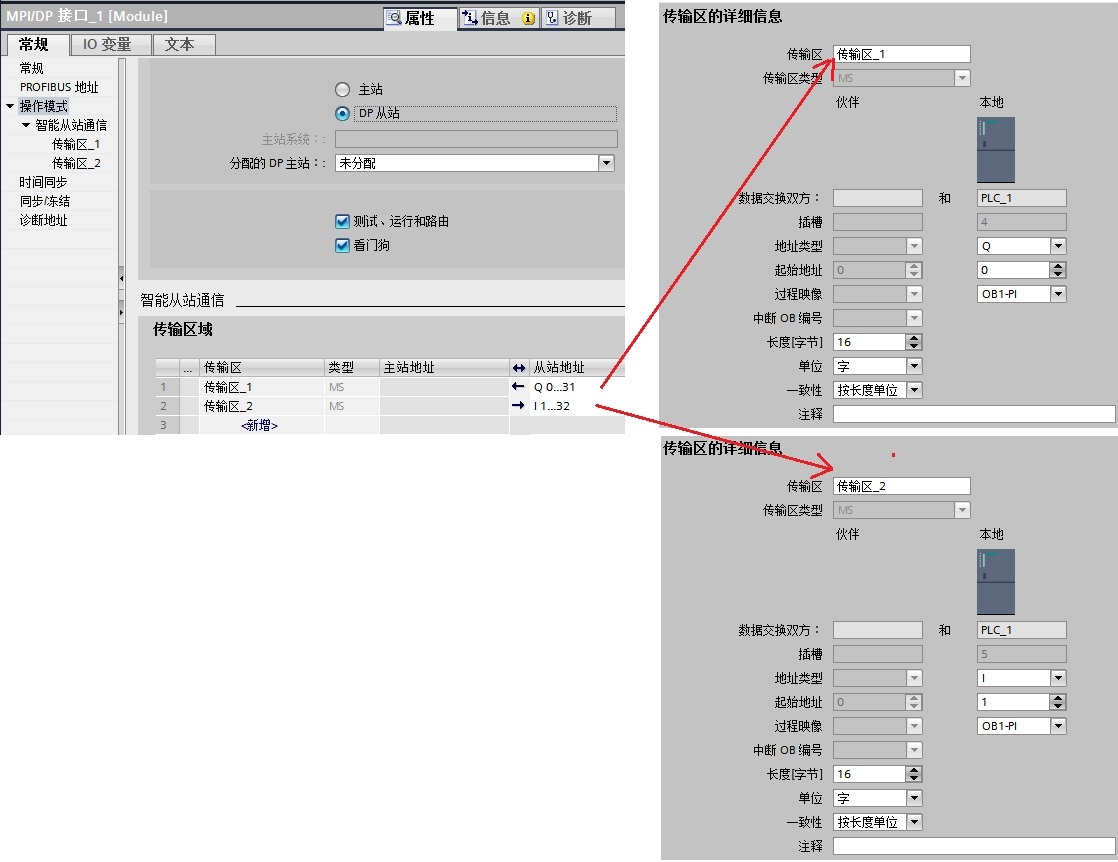 MPI/DP 接口_1 [Module]
属性
信息
诊断
常规
IO 变量
文本
常规
PROFIBUS 地址
操作模式
智能从站通信
传输区_1
传输区_2
时间同步
同步/冻结
诊断地址
主站
DP 从站
主站系统：:
分配的 DP 主站：: 未分配
测试、运行和路由
看门狗
智能从站通信
传输区域
... 传输区 类型 主站地址 ↔ 从站地址
1 传输区_1 MS ← Q 0...31
2 传输区_2 MS → I 1...32
3 <新增>
传输区的详细信息
传输区 传输区_1
传输区类型 MS
伙伴 本地
数据交换双方： 和 PLC_1
插槽 4
地址类型 Q
起始地址 0 0
过程映像 OB1-PI
中断 OB 编号
长度[字节] 16
单位 字
一致性 按长度单位
注释
传输区的详细信息
传输区 传输区_2
传输区类型 MS
伙伴 本地
数据交换双方： 和 PLC_1
插槽 5
地址类型 I
起始地址 0 1
过程映像 OB1-PI
中断 OB 编号
长度[字节] 16
单位 字
一致性 按长度单位
注释